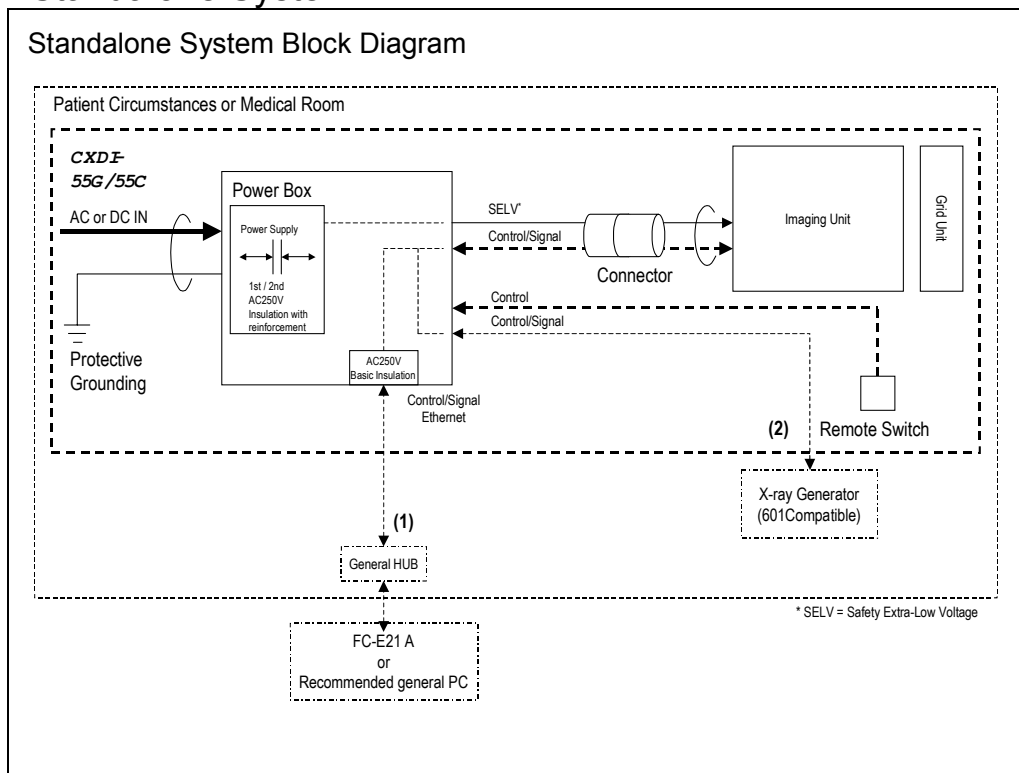 Standalone System Block Diagram
Patient Circumstances or Medical Room
CXDI-
55G/55C
AC or DC IN
Protective
Grounding
Power Box
Power Supply
1st / 2nd
AC250V
Insulation with
reinforcement
AC250V
Basic Insulation
SELV*
Control/Signal
Connector
Control
Control/Signal
Imaging Unit
Grid Unit
Control/Signal
Ethernet
(2)
Remote Switch
X-ray Generator
(601Compatible)
(1)
General HUB
* SELV = Safety Extra-Low Voltage
FC-E21 A
or
Recommended general PC